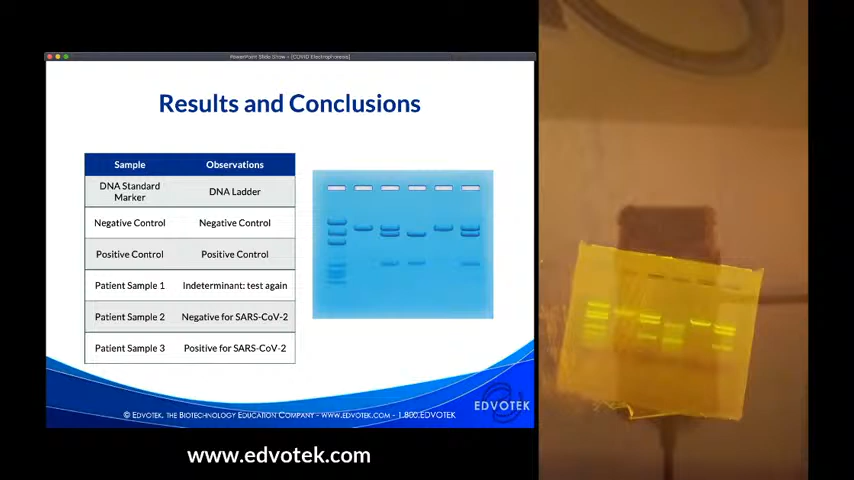 PowerPoint Slide Show - [COVID Electrophoresis]
Results and Conclusions
Sample Observations
DNA Standard Marker DNA Ladder
Negative Control Negative Control
Positive Control Positive Control
Patient Sample 1 Indeterminant: test again
Patient Sample 2 Negative for SARS-CoV-2
Patient Sample 3 Positive for SARS-CoV-2
EDVOTEK
© EDVOTEK, THE BIOTECHNOLOGY EDUCATION COMPANY - WWW.EDVOTEK.COM - 1.800.EDVOTEK
www.edvotek.com